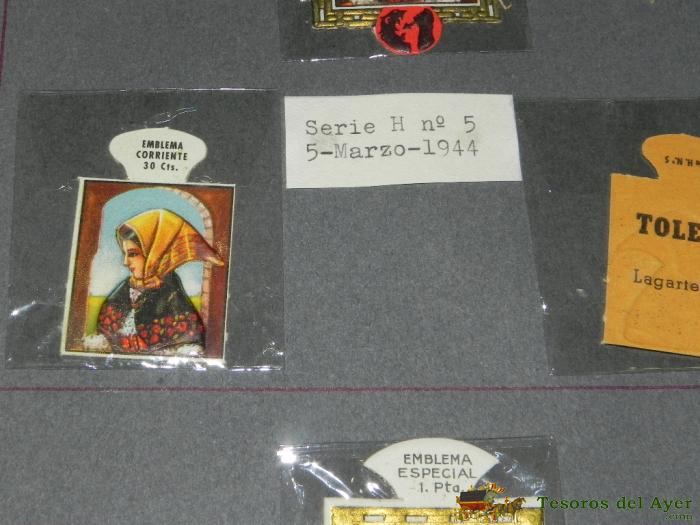 EMBLEMA
CORRIENTE
30 Cts.
Serie H nº 5
5-Marzo-1944
TOLE
Lagarte
EMBLEMA
ESPECIAL
1. Pta.
Tesoros del Ayer
.com